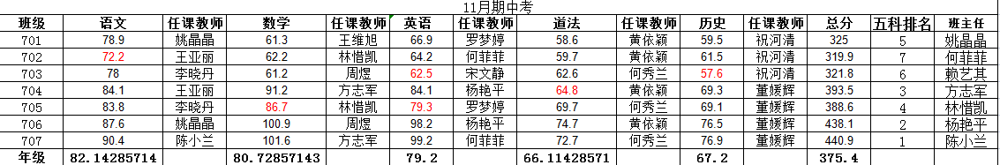 11月期中考
班级 语文 任课教师 数学 任课教师 英语 任课教师 道法 任课教师 历史 任课教师 总分 五科排名 班主任
701 78.9 姚晶晶 61.3 王维旭 66.9 罗梦婷 58.6 黄依颖 59.5 祝河清 325 5 姚晶晶
702 72.2 王亚丽 62.2 林惜凯 64.2 何菲菲 59.7 黄依颖 61.5 祝河清 319.9 7 何菲菲
703 78 李晓丹 61.2 周煜 62.5 宋文静 62.6 何秀兰 57.6 祝河清 321.8 6 赖艺其
704 84.1 王亚丽 91.2 方志军 84.1 杨艳平 64.8 黄依颖 69.3 董媛辉 393.5 3 方志军
705 83.8 李晓丹 86.7 林惜凯 79.3 罗梦婷 69.7 何秀兰 69.1 董媛辉 388.6 4 林惜凯
706 87.6 姚晶晶 100.9 周煜 98.2 杨艳平 74.7 黄依颖 76.5 董媛辉 438.1 2 杨艳平
707 90.4 陈小兰 101.6 方志军 99.2 何菲菲 72.7 何秀兰 76.9 董媛辉 440.9 1 陈小兰
年级 82.14285714 80.72857143 79.2 66.11428571 67.2 375.4